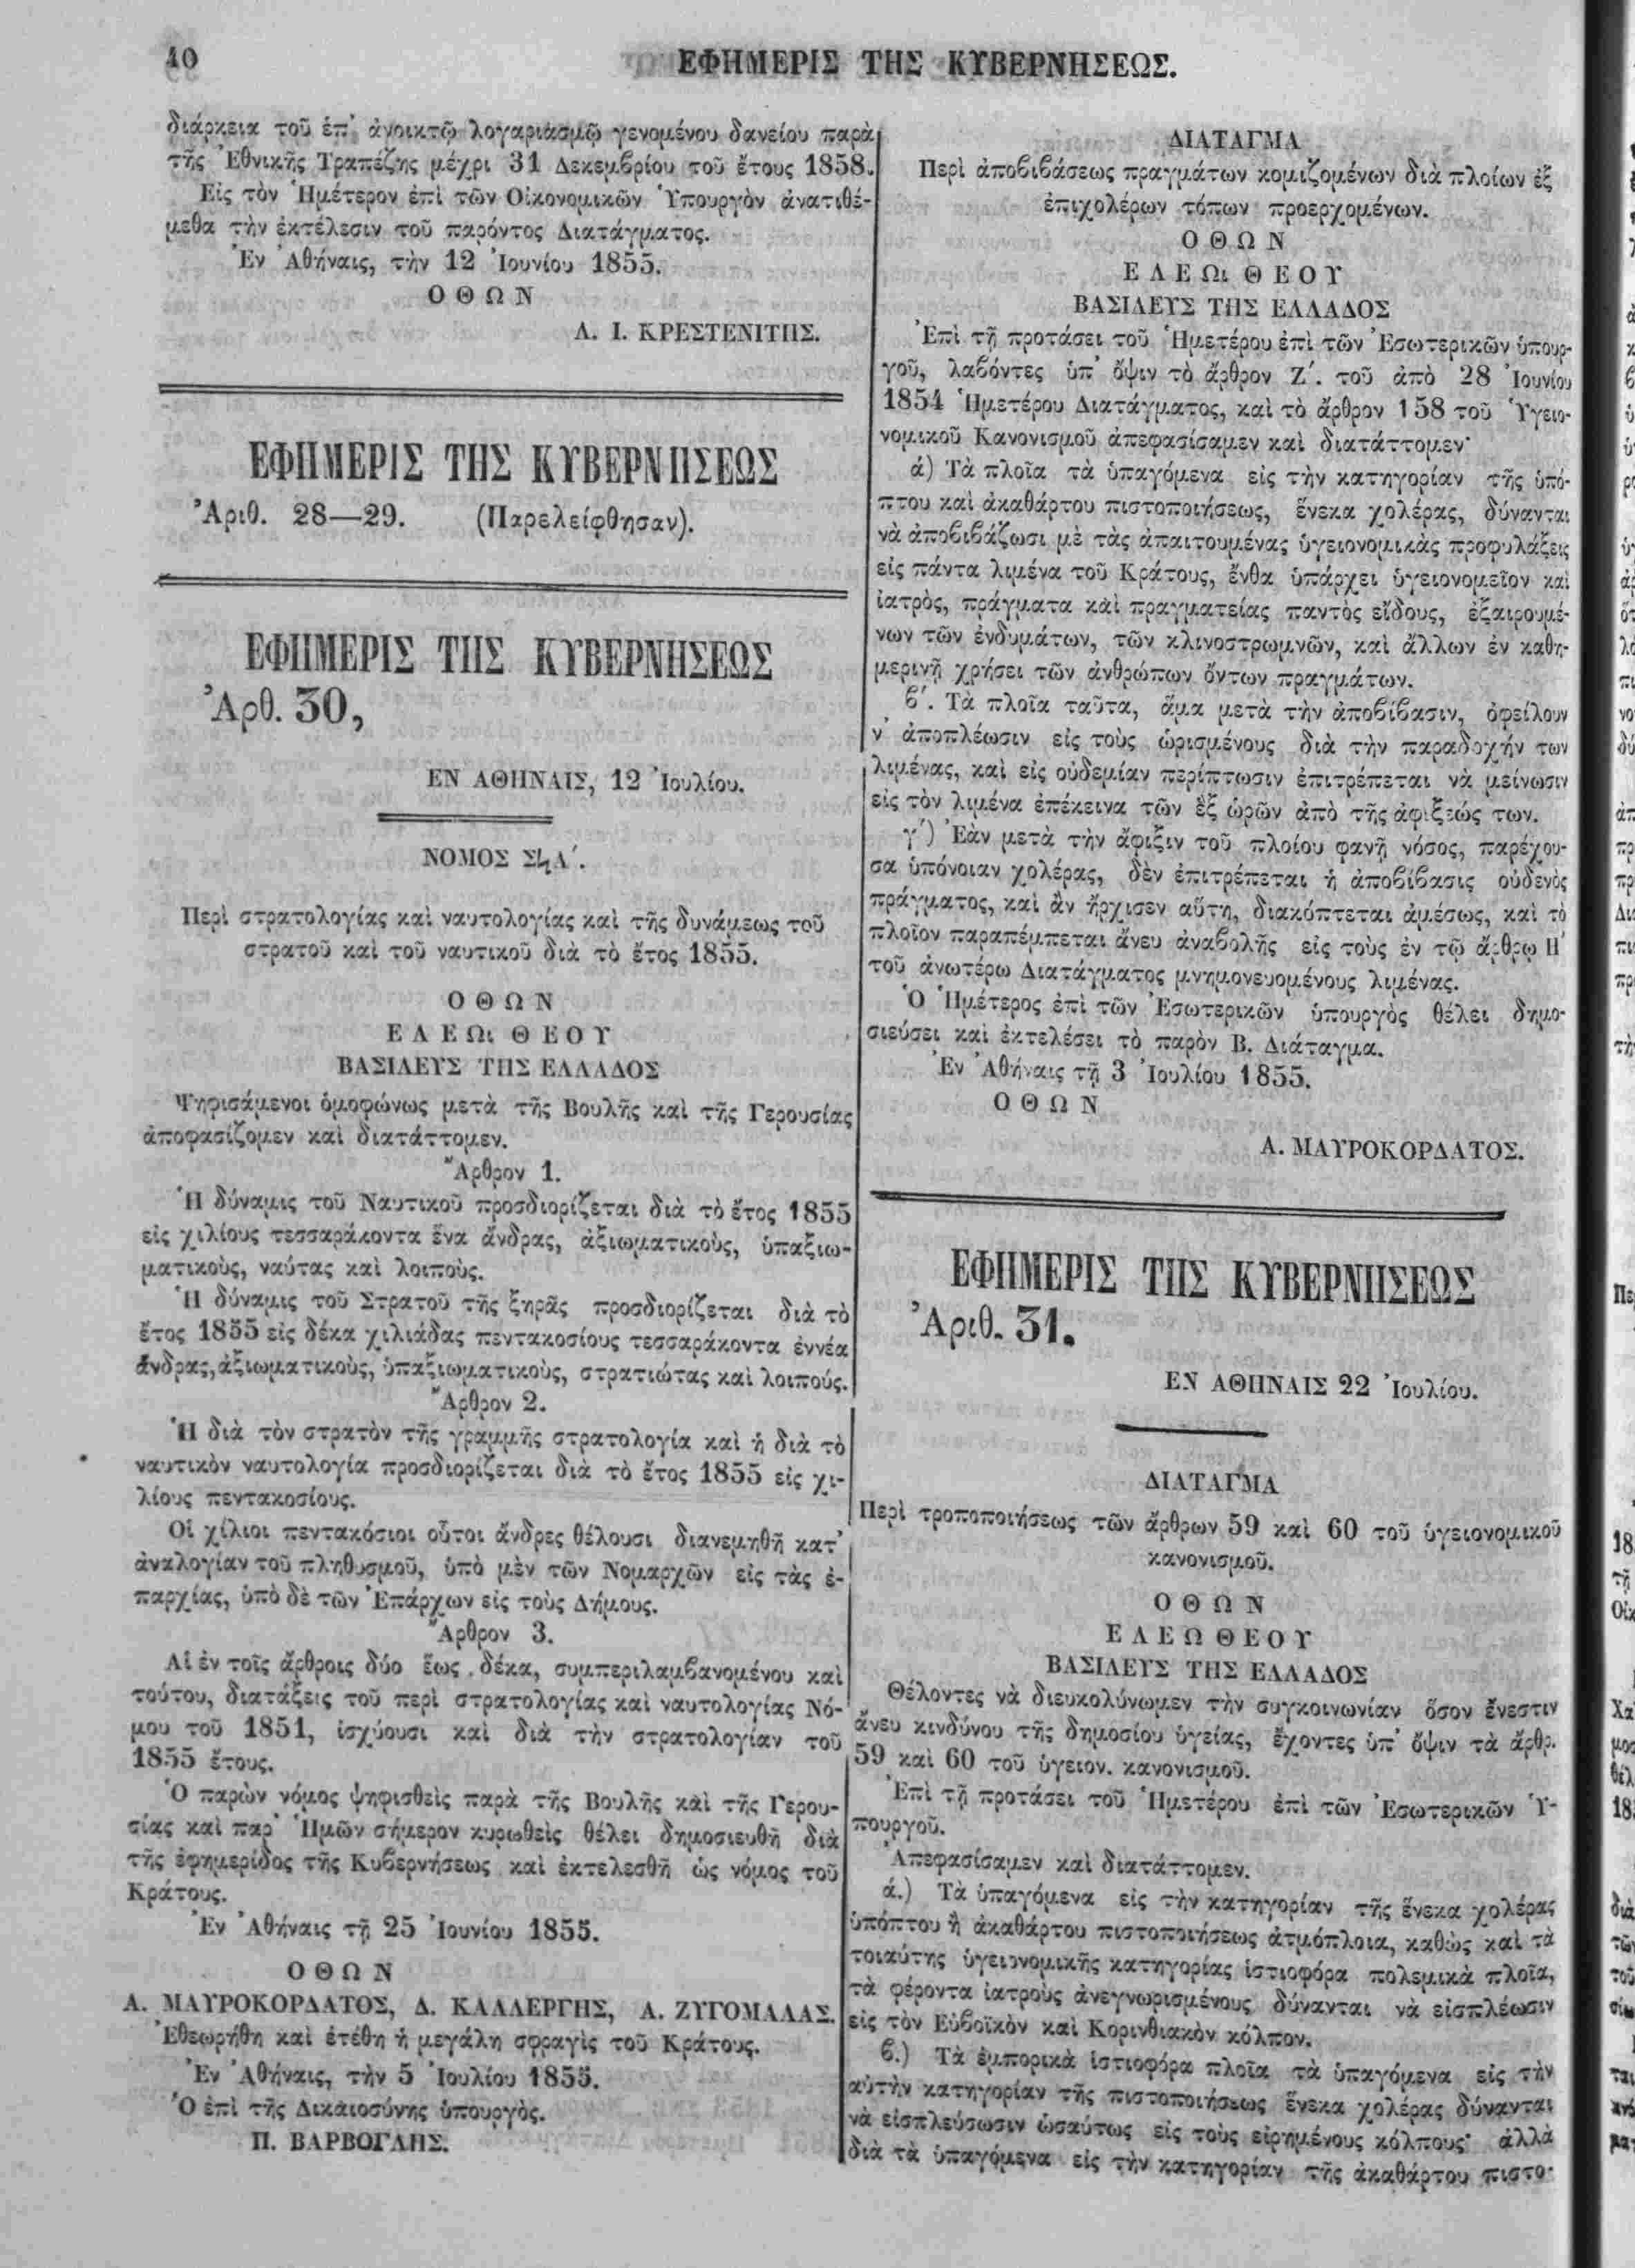 40
ΕΦΗΜΕΡΙΣ ΤΗΣ ΚΥΒΕΡΝΗΣΕΩΣ.
διάρκεια τοῦ ἐπ' ἀνοικτῷ λογαριασμῷ γενομένου δανείου παρὰ
τῆς Ἐθνικῆς Τραπέζης μέχρι 31 Δεκεμβρίου τοῦ ἔτους 1858.
Εἰς τὸν Ἡμέτερον ἐπὶ τῶν Οἰκονομικῶν Ὑπουργὸν ἀνατιθέ-
μεθα τὴν ἐκτέλεσιν τοῦ παρόντος Διατάγματος.
Ἐν Ἀθήναις, τὴν 12 Ἰουνίου 1855.
ΟΘΩΝ
Λ. Ι. ΚΡΕΣΤΕΝΙΤΗΣ.
ΕΦΗΜΕΡΙΣ ΤΗΣ ΚΥΒΕΡΝΗΣΕΩΣ
Ἀριθ. 28—29. (Παρελείφθησαν).
ΕΦΗΜΕΡΙΣ ΤΗΣ ΚΥΒΕΡΝΗΣΕΩΣ
Ἀρθ. 30,
ΕΝ ΑΘΗΝΑΙΣ, 12 Ἰουλίου.
ΝΟΜΟΣ ΣϞΑ'.
Περὶ στρατολογίας καὶ ναυτολογίας καὶ τῆς δυνάμεως τοῦ
στρατοῦ καὶ τοῦ ναυτικοῦ διὰ τὸ ἔτος 1855.
ΟΘΩΝ
ΕΛΕΩι ΘΕΟΥ
ΒΑΣΙΛΕΥΣ ΤΗΣ ΕΛΛΑΔΟΣ
Ψηφισάμενοι ὁμοφώνως μετὰ τῆς Βουλῆς καὶ τῆς Γερουσίας
ἀποφασίζομεν καὶ διατάττομεν.
Ἄρθρον 1.
Ἡ δύναμις τοῦ Ναυτικοῦ προσδιορίζεται διὰ τὸ ἔτος 1855
εἰς χιλίους τεσσαράκοντα ἕνα ἄνδρας, ἀξιωματικοὺς, ὑπαξιω-
ματικοὺς, ναύτας καὶ λοιποὺς.
Ἡ δύναμις τοῦ Στρατοῦ τῆς ξηρᾶς προσδιορίζεται διὰ τὸ
ἔτος 1855 εἰς δέκα χιλιάδας πεντακοσίους τεσσαράκοντα ἐννέα
ἄνδρας, ἀξιωματικοὺς, ὑπαξιωματικοὺς, στρατιώτας καὶ λοιπούς.
Ἄρθρον 2.
Ἡ διὰ τὸν στρατὸν τῆς γραμμῆς στρατολογία καὶ ἡ διὰ τὸ
ναυτικὸν ναυτολογία προσδιορίζεται διὰ τὸ ἔτος 1855 εἰς χι-
λίους πεντακοσίους.
Οἱ χίλιοι πεντακόσιοι οὗτοι ἄνδρες θέλουσι διανεμηθῆ κατ'
ἀναλογίαν τοῦ πληθυσμοῦ, ὑπὸ μὲν τῶν Νομαρχῶν εἰς τὰς ἐ-
παρχίας, ὑπὸ δὲ τῶν Ἐπάρχων εἰς τοὺς Δήμους.
Ἄρθρον 3.
Αἱ ἐν τοῖς ἄρθροις δύο ἕως δέκα, συμπεριλαμβανομένου καὶ
τούτου, διατάξεις τοῦ περὶ στρατολογίας καὶ ναυτολογίας Νό-
μου τοῦ 1851, ἰσχύουσι καὶ διὰ τὴν στρατολογίαν τοῦ
1855 ἔτους.
Ὁ παρὼν νόμος ψηφισθεὶς παρὰ τῆς Βουλῆς καὶ τῆς Γερου-
σίας καὶ παρ' Ἡμῶν σήμερον κυρωθεὶς θέλει δημοσιευθῆ διὰ
τῆς ἐφημερίδος τῆς Κυβερνήσεως καὶ ἐκτελεσθῆ ὡς νόμος τοῦ
Κράτους.
Ἐν Ἀθήναις τῇ 25 Ἰουνίου 1855.
ΟΘΩΝ
Α. ΜΑΥΡΟΚΟΡΔΑΤΟΣ, Δ. ΚΑΛΛΕΡΓΗΣ, Α. ΖΥΓΟΜΑΛΑΣ.
Ἐθεωρήθη καὶ ἐτέθη ἡ μεγάλη σφραγὶς τοῦ Κράτους.
Ἐν Ἀθήναις, τὴν 5 Ἰουλίου 1855.
Ὁ ἐπὶ τῆς Δικαιοσύνης ὑπουργὸς.
Π. ΒΑΡΒΟΓΛΗΣ.
ΔΙΑΤΑΓΜΑ
Περὶ ἀποβιβάσεως πραγμάτων κομιζομένων διὰ πλοίων ἐξ
ἐπιχολέρων τόπων προερχομένων.
ΟΘΩΝ
ΕΛΕΩι ΘΕΟΥ
ΒΑΣΙΛΕΥΣ ΤΗΣ ΕΛΛΑΔΟΣ
Ἐπὶ τῇ προτάσει τοῦ Ἡμετέρου ἐπὶ τῶν Ἐσωτερικῶν ὑπουρ-
γοῦ, λαβόντες ὑπ' ὄψιν τὸ ἄρθρον Ζ'. τοῦ ἀπὸ 28 Ἰουνίου
1854 Ἡμετέρου Διατάγματος, καὶ τὸ ἄρθρον 158 τοῦ Ὑγειο-
νομικοῦ Κανονισμοῦ ἀπεφασίσαμεν καὶ διατάττομεν·
ά) Τὰ πλοῖα τὰ ὑπαγόμενα εἰς τὴν κατηγορίαν τῆς ὑπό-
πτου καὶ ἀκαθάρτου πιστοποιήσεως, ἕνεκα χολέρας, δύνανται
νὰ ἀποβιβάζωσι μὲ τὰς ἀπαιτουμένας ὑγειονομικὰς προφυλάξεις
εἰς πάντα λιμένα τοῦ Κράτους, ἔνθα ὑπάρχει ὑγειονομεῖον καὶ
ἰατρὸς, πράγματα καὶ πραγματείας παντὸς εἴδους, ἐξαιρουμέ-
νων τῶν ἐνδυμάτων, τῶν κλινοστρωμνῶν, καὶ ἄλλων ἐν καθη-
μερινῇ χρήσει τῶν ἀνθρώπων ὄντων πραγμάτων.
β'. Τὰ πλοῖα ταῦτα, ἅμα μετὰ τὴν ἀποβίβασιν, ὀφείλουν
ν' ἀποπλέωσιν εἰς τοὺς ὡρισμένους διὰ τὴν παραδοχήν των
λιμένας, καὶ εἰς οὐδεμίαν περίπτωσιν ἐπιτρέπεται νὰ μείνωσιν
εἰς τὸν λιμένα ἐπέκεινα τῶν ἓξ ὡρῶν ἀπὸ τῆς ἀφιξεώς των.
γ') Ἐὰν μετὰ τὴν ἄφιξιν τοῦ πλοίου φανῇ νόσος, παρέχου-
σα ὑπόνοιαν χολέρας, δὲν ἐπιτρέπεται ἡ ἀποβίβασις οὐδενὸς
πράγματος, καὶ ἂν ἤρχισεν αὕτη, διακόπτεται ἀμέσως, καὶ τὸ
πλοῖον παραπέμπεται ἄνευ ἀναβολῆς εἰς τοὺς ἐν τῷ ἄρθρῳ Η'
τοῦ ἀνωτέρω Διατάγματος μνημονευομένους λιμένας.
Ὁ Ἡμέτερος ἐπὶ τῶν Ἐσωτερικῶν ὑπουργὸς θέλει δημο-
σιεύσει καὶ ἐκτελέσει τὸ παρὸν Β. Διάταγμα.
Ἐν Ἀθήναις τῇ 3 Ἰουλίου 1855.
ΟΘΩΝ
Α. ΜΑΥΡΟΚΟΡΔΑΤΟΣ.
ΕΦΗΜΕΡΙΣ ΤΗΣ ΚΥΒΕΡΝΗΣΕΩΣ
Ἀριθ. 31.
ΕΝ ΑΘΗΝΑΙΣ 22 Ἰουλίου.
ΔΙΑΤΑΓΜΑ
Περὶ τροποποιήσεως τῶν ἄρθρων 59 καὶ 60 τοῦ ὑγειονομικοῦ
κανονισμοῦ.
ΟΘΩΝ
ΕΛΕΩ ΘΕΟΥ
ΒΑΣΙΛΕΥΣ ΤΗΣ ΕΛΛΑΔΟΣ
Θέλοντες νὰ διευκολύνωμεν τὴν συγκοινωνίαν ὅσον ἔνεστιν
ἄνευ κινδύνου τῆς δημοσίου ὑγείας, ἔχοντες ὑπ' ὄψιν τὰ ἄρθρ.
59 καὶ 60 τοῦ ὑγειον. κανονισμοῦ.
Ἐπὶ τῇ προτάσει τοῦ Ἡμετέρου ἐπὶ τῶν Ἐσωτερικῶν Ὑ-
πουργοῦ.
Ἀπεφασίσαμεν καὶ διατάττομεν.
ά.) Τὰ ὑπαγόμενα εἰς τὴν κατηγορίαν τῆς ἕνεκα χολέρας
ὑπόπτου ἢ ἀκαθάρτου πιστοποιήσεως ἀτμόπλοια, καθὼς καὶ τὰ
τοιαύτης ὑγειονομικῆς κατηγορίας ἱστιοφόρα πολεμικὰ πλοῖα,
τὰ φέροντα ἰατροὺς ἀνεγνωρισμένους δύνανται νὰ εἰσπλέωσιν
εἰς τὸν Εὐβοϊκὸν καὶ Κορινθιακὸν κόλπον.
β.) Τὰ ἐμπορικὰ ἱστιοφόρα πλοῖα τὰ ὑπαγόμενα εἰς τὴν
αὐτὴν κατηγορίαν τῆς πιστοποιήσεως ἕνεκα χολέρας δύνανται
νὰ εἰσπλεύσωσιν ὡσαύτως εἰς τοὺς εἰρημένους κόλπους· ἀλλὰ
διὰ τὰ ὑπαγόμενα εἰς τὴν κατηγορίαν τῆς ἀκαθάρτου πιστο-